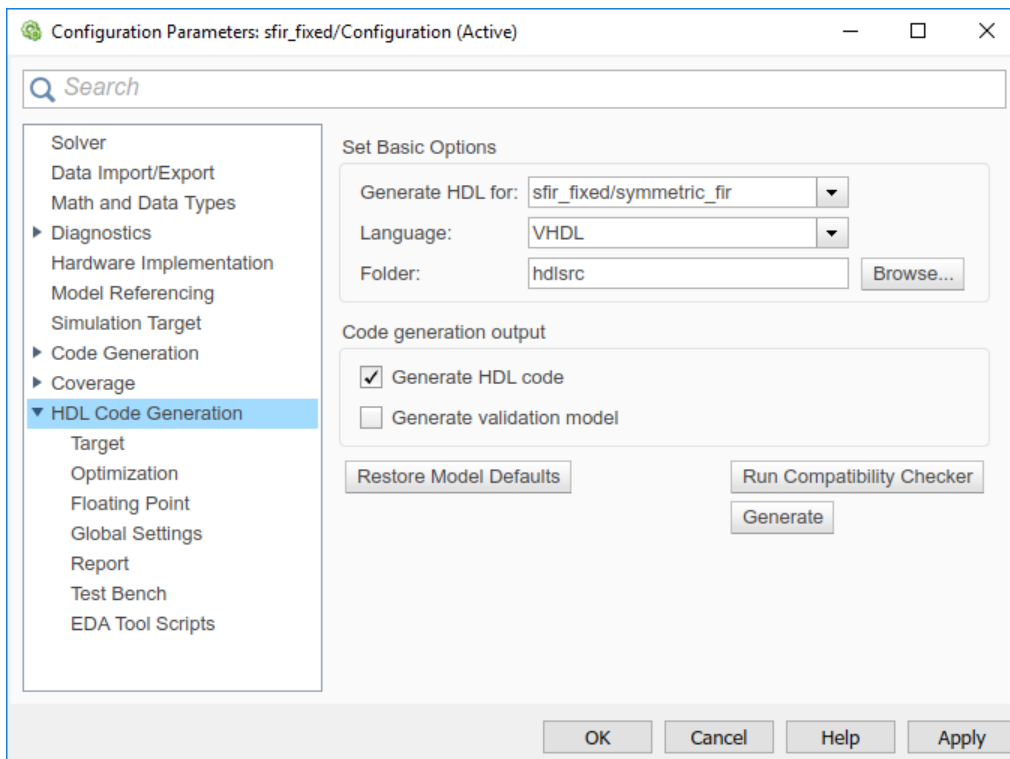 Configuration Parameters: sfir_fixed/Configuration (Active)
Search
Solver
Data Import/Export
Math and Data Types
Diagnostics
Hardware Implementation
Model Referencing
Simulation Target
Code Generation
Coverage
HDL Code Generation
Target
Optimization
Floating Point
Global Settings
Report
Test Bench
EDA Tool Scripts
Set Basic Options
Generate HDL for: sfir_fixed/symmetric_fir
Language: VHDL
Folder: hdlsrc Browse...
Code generation output
Generate HDL code
Generate validation model
Restore Model Defaults Run Compatibility Checker
Generate
OK Cancel Help Apply